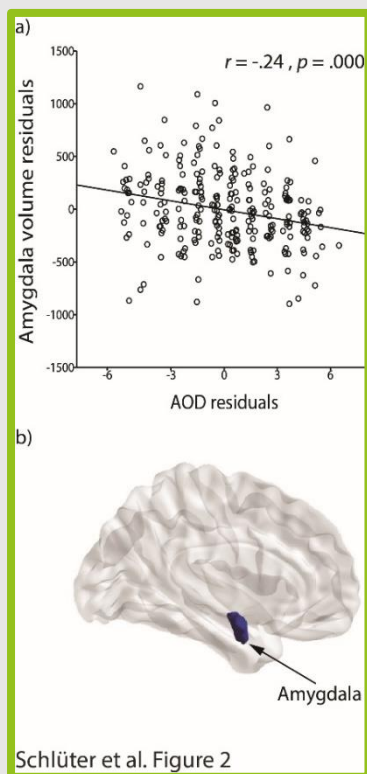 a)
r = -.24 , p = .000
1500
1000
500
0
-500
-1000
-1500
Amygdala volume residuals
-6 -3 0 3 6
AOD residuals
b)
Amygdala
Schlüter et al. Figure 2